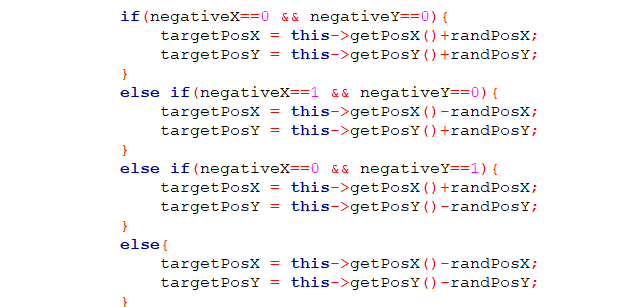 if(negativeX==0 && negativeY==0){
    targetPosX = this->getPosX()+randPosX;
    targetPosY = this->getPosY()+randPosY;
}
else if(negativeX==1 && negativeY==0){
    targetPosX = this->getPosX()-randPosX;
    targetPosY = this->getPosY()+randPosY;
}
else if(negativeX==0 && negativeY==1){
    targetPosX = this->getPosX()+randPosX;
    targetPosY = this->getPosY()-randPosY;
}
else{
    targetPosX = this->getPosX()-randPosX;
    targetPosY = this->getPosY()-randPosY;
}